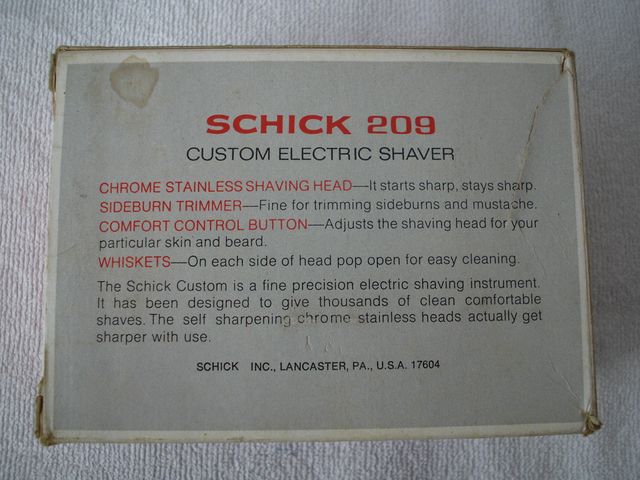 SCHICK 209
CUSTOM ELECTRIC SHAVER
CHROME STAINLESS SHAVING HEAD—It starts sharp, stays sharp.
SIDEBURN TRIMMER—Fine for trimming sideburns and mustache.
COMFORT CONTROL BUTTON—Adjusts the shaving head for your
particular skin and beard.
WHISKETS—On each side of head pop open for easy cleaning.
The Schick Custom is a fine precision electric shaving instrument.
It has been designed to give thousands of clean comfortable
shaves. The self sharpening chrome stainless heads actually get
sharper with use.
SCHICK INC., LANCASTER, PA., U.S.A. 17604